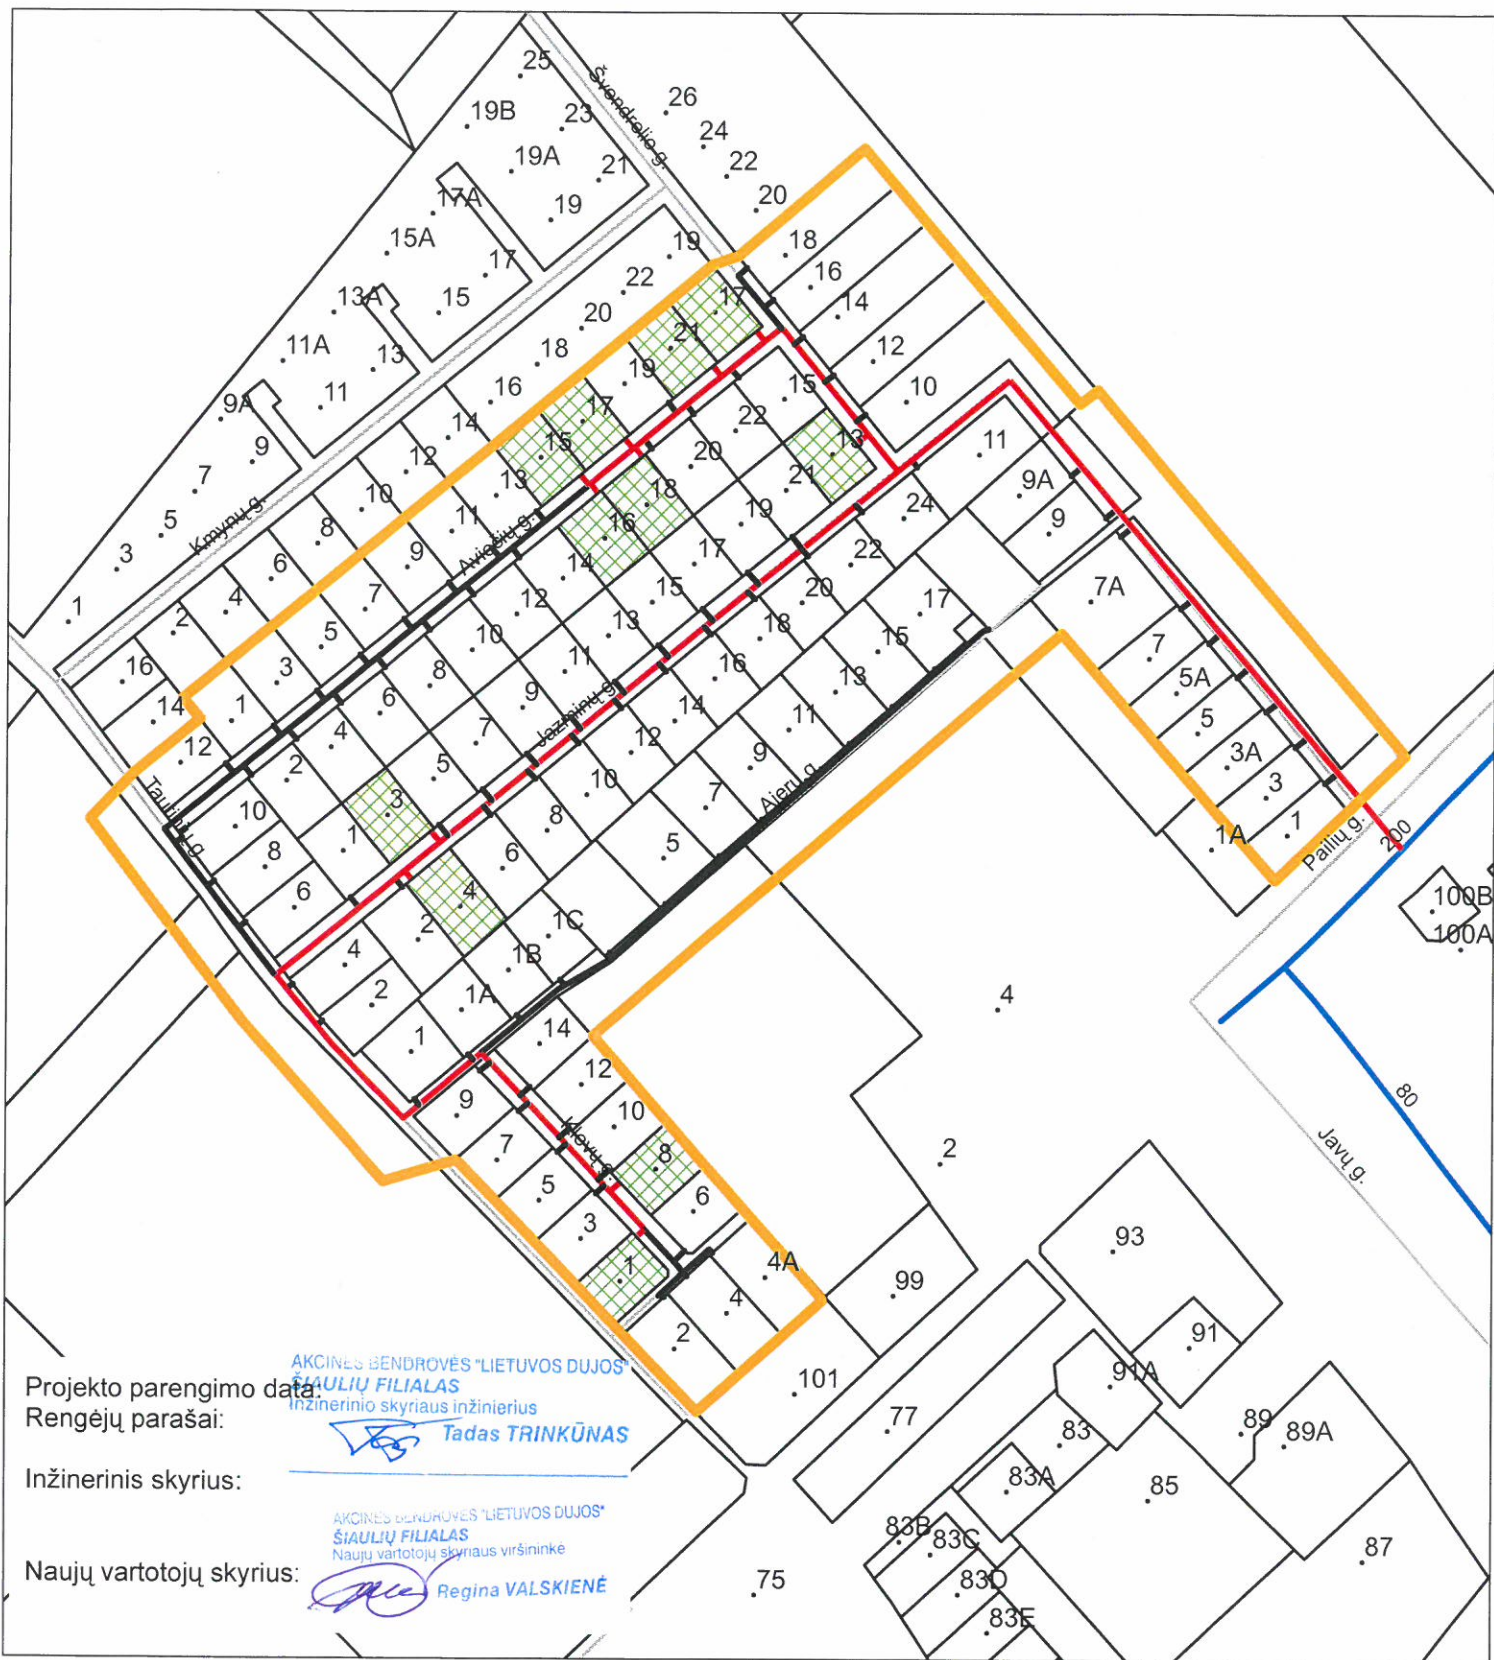 25
19B
23
19A
21
17A
19
15A
17
13A
15
11A
13
9A
11
9
7
5
3
1
Švendrelio g.
26
24
22
20
18
16
14
12
10
Kmynų g.
19
22
20
18
16
14
12
10
8
6
4
2
16
14
12
17
21
19
17
15
13
11
9
7
5
3
1
Aviečių g.
15
13
22
21
20
19
18
17
16
15
14
13
12
11
10
9
8
7
6
5
4
3
2
1
10
8
6
Taurinių g.
Jazminų g.
11
9A
9
24
22
20
18
16
14
12
10
8
6
4
2
4
2
1
17
15
13
11
9
7
5
1C
1B
1A
Ajerų g.
7A
7
5A
5
3A
3
1
1A
Pailių g.
200
100B
100A
4
80
Javų g.
14
12
10
8
6
9
7
5
3
1
Klevų g.
4A
4
2
2
99
101
93
91
91A
77
83
83A
89
89A
85
87
83B
83C
83D
83E
75
Projekto parengimo data:
AKCINĖS BENDROVĖS "LIETUVOS DUJOS"
ŠIAULIŲ FILIALAS
Inžinerinio skyriaus inžinierius
Rengėjų parašai:
Tadas TRINKŪNAS
Inžinerinis skyrius:
AKCINĖS BENDROVĖS "LIETUVOS DUJOS"
ŠIAULIŲ FILIALAS
Naujų vartotojų skyriaus viršininkė
Naujų vartotojų skyrius:
Regina VALSKIENĖ